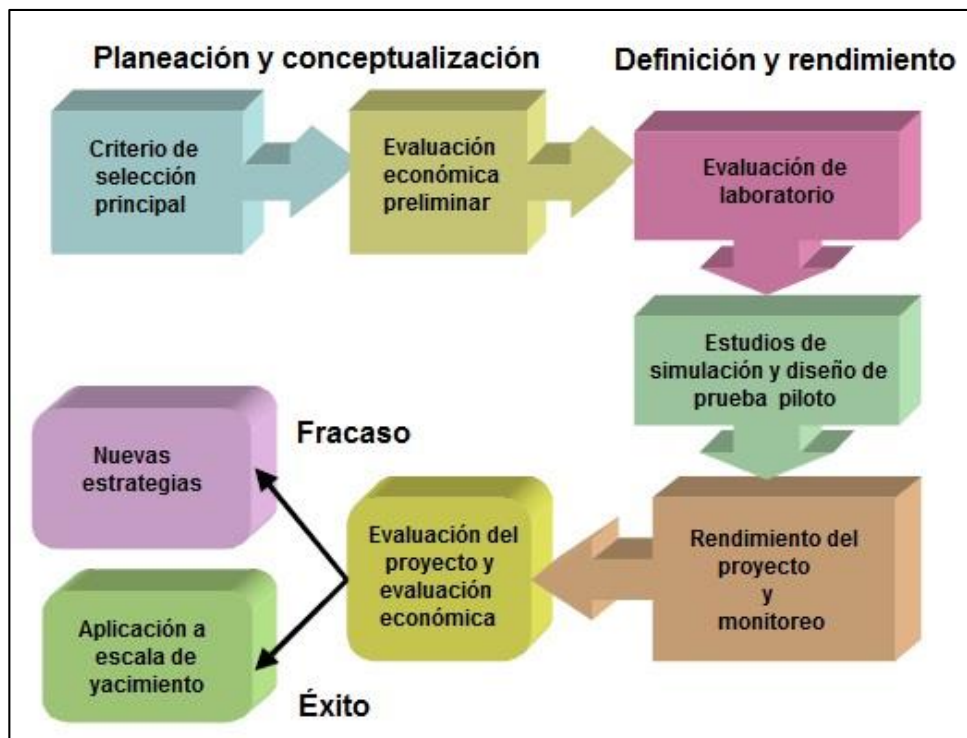 Planeación y conceptualización
Definición y rendimiento
Criterio de
selección
principal
Evaluación
económica
preliminar
Evaluación de
laboratorio
Estudios de
simulación y diseño de
prueba piloto
Rendimiento del
proyecto
y
monitoreo
Evaluación del
proyecto y
evaluación
económica
Fracaso
Nuevas
estrategias
Éxito
Aplicación a
escala de
yacimiento